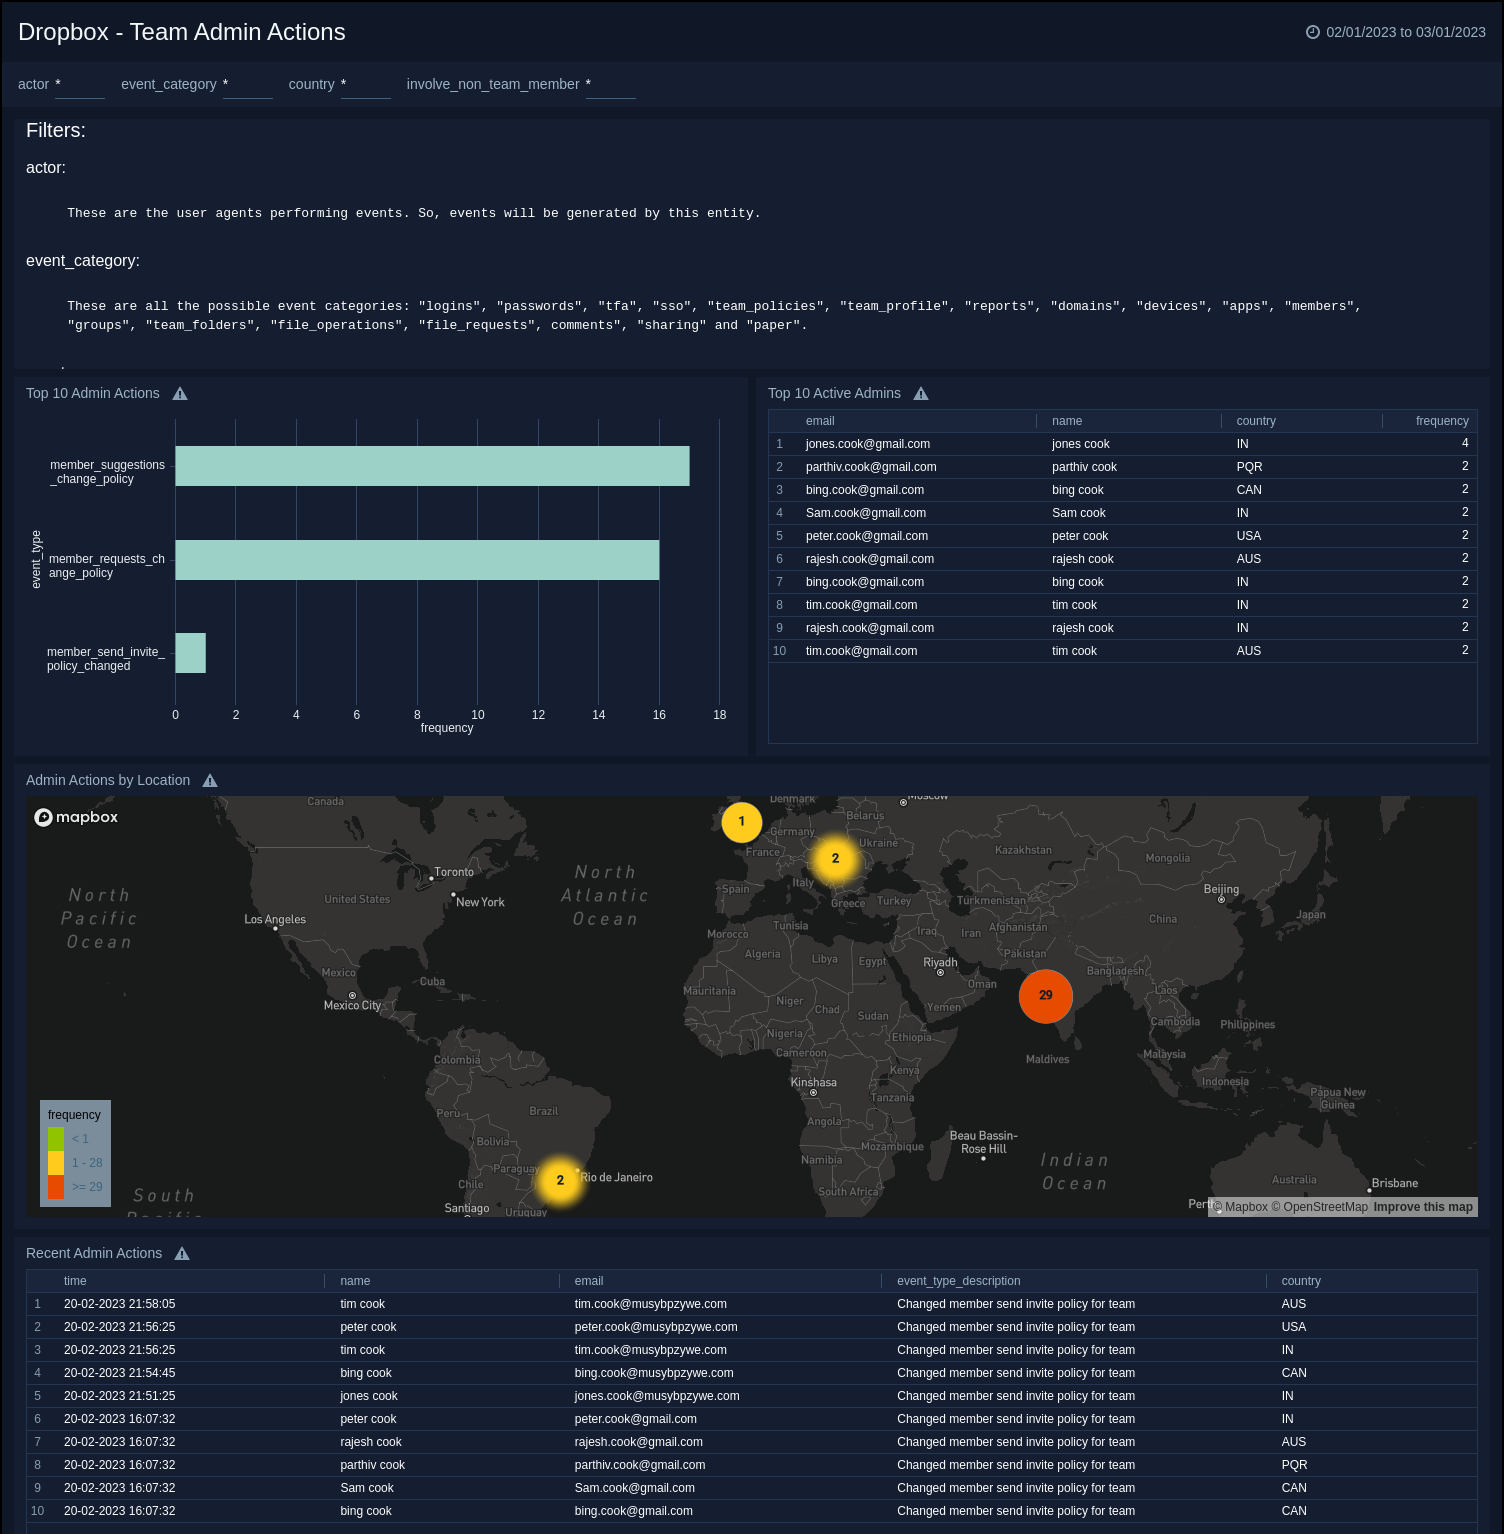 Dropbox - Team Admin Actions
02/01/2023 to 03/01/2023
actor * event_category * country * involve_non_team_member *
Filters:
actor:
These are the user agents performing events. So, events will be generated by this entity.
event_category:
These are all the possible event categories: "logins", "passwords", "tfa", "sso", "team_policies", "team_profile", "reports", "domains", "devices", "apps", "members",
"groups", "team_folders", "file_operations", "file_requests", comments", "sharing" and "paper".
Top 10 Admin Actions
event_type
member_suggestions
_change_policy
member_requests_ch
ange_policy
member_send_invite_
policy_changed
0 2 4 6 8 10 12 14 16 18
frequency
Top 10 Active Admins
email name country frequency
1 jones.cook@gmail.com jones cook IN 4
2 parthiv.cook@gmail.com parthiv cook PQR 2
3 bing.cook@gmail.com bing cook CAN 2
4 Sam.cook@gmail.com Sam cook IN 2
5 peter.cook@gmail.com peter cook USA 2
6 rajesh.cook@gmail.com rajesh cook AUS 2
7 bing.cook@gmail.com bing cook IN 2
8 tim.cook@gmail.com tim cook IN 2
9 rajesh.cook@gmail.com rajesh cook IN 2
10 tim.cook@gmail.com tim cook AUS 2
Admin Actions by Location
mapbox
Canada
Denmark
Moscow
Belarus
1
Germany
Ukraine
France
2
Kazakhstan
Mongolia
Toronto
North
Atlantic
Ocean
Italy
Spain
Greece
Turkey
Turkmenistan
Beijing
North
Pacific
Ocean
United States
New York
Los Angeles
Tunisia
Morocco
Iraq
Iran
Afghanistan
China
Japan
Algeria
Libya
Egypt
Riyadh
Pakistan
Bangladesh
Mexico
Cuba
Mexico City
Mauritania
Niger
Chad
Sudan
Oman
Yemen
29
Laos
Cambodia
Philippines
Nigeria
Ethiopia
Cameroon
Colombia
Maldives
Malaysia
Kenya
Kinshasa
Indonesia
Papua New
Guinea
Tanzania
Peru
Brazil
Angola
Bolivia
Mozambique
Beau Bassin-
Rose Hill
Namibia
Indian
Ocean
Paraguay
2
Rio de Janeiro
Chile
South Africa
Australia
Brisbane
Santiago
Uruguay
Perth
South
Pacific
frequency
< 1
1 - 28
>= 29
© Mapbox © OpenStreetMap Improve this map
Recent Admin Actions
time name email event_type_description country
1 20-02-2023 21:58:05 tim cook tim.cook@musybpzywe.com Changed member send invite policy for team AUS
2 20-02-2023 21:56:25 peter cook peter.cook@musybpzywe.com Changed member send invite policy for team USA
3 20-02-2023 21:56:25 tim cook tim.cook@musybpzywe.com Changed member send invite policy for team IN
4 20-02-2023 21:54:45 bing cook bing.cook@musybpzywe.com Changed member send invite policy for team CAN
5 20-02-2023 21:51:25 jones cook jones.cook@musybpzywe.com Changed member send invite policy for team IN
6 20-02-2023 16:07:32 peter cook peter.cook@gmail.com Changed member send invite policy for team IN
7 20-02-2023 16:07:32 rajesh cook rajesh.cook@gmail.com Changed member send invite policy for team AUS
8 20-02-2023 16:07:32 parthiv cook parthiv.cook@gmail.com Changed member send invite policy for team PQR
9 20-02-2023 16:07:32 Sam cook Sam.cook@gmail.com Changed member send invite policy for team CAN
10 20-02-2023 16:07:32 bing cook bing.cook@gmail.com Changed member send invite policy for team CAN